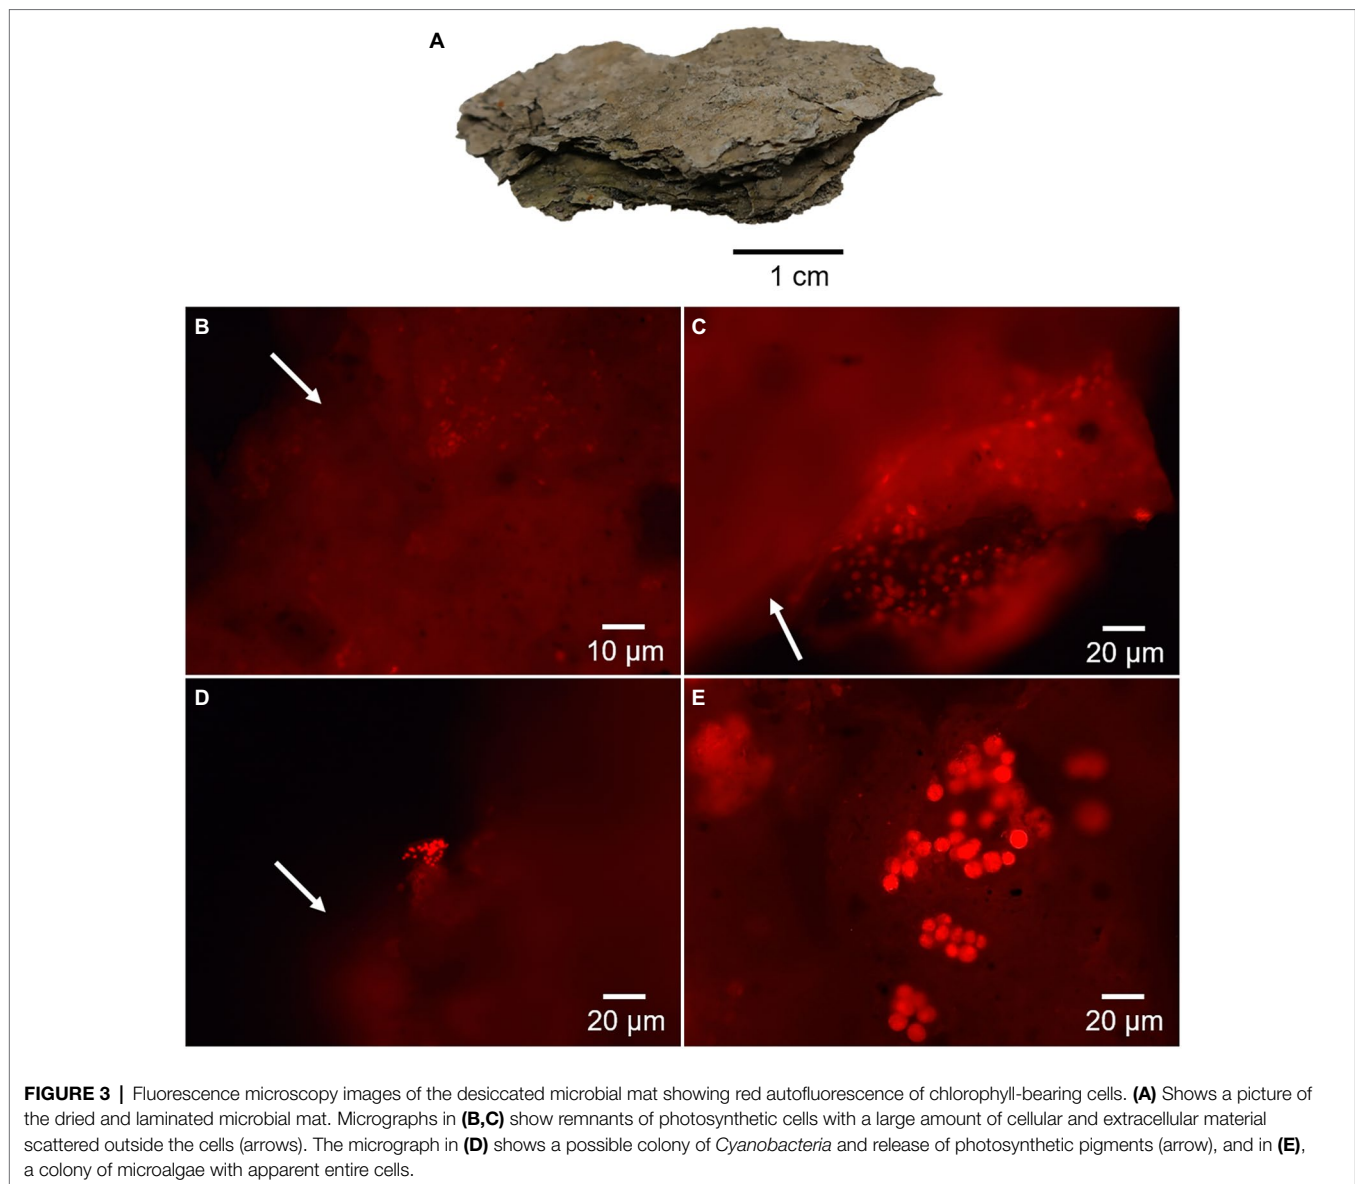 A
1 cm
B
C
10 µm
20 µm
D
E
20 µm
20 µm
FIGURE 3 | Fluorescence microscopy images of the desiccated microbial mat showing red autofluorescence of chlorophyll-bearing cells. (A) Shows a picture of
the dried and laminated microbial mat. Micrographs in (B,C) show remnants of photosynthetic cells with a large amount of cellular and extracellular material
scattered outside the cells (arrows). The micrograph in (D) shows a possible colony of Cyanobacteria and release of photosynthetic pigments (arrow), and in (E),
a colony of microalgae with apparent entire cells.